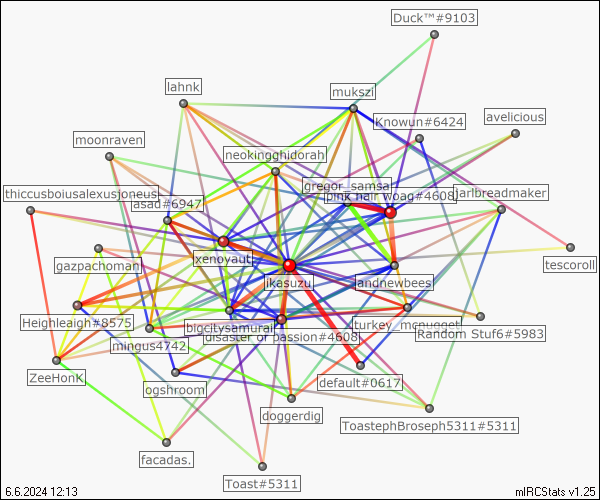 Duck™#9103
lahnk
mukszi
Knowun#6424
avelicious
moonraven
neokingghidorah
gregor_samsa
thiccusboiusalexusjoneus
asad#6947
pink hair woag#4608
jarlbreadmaker
xenoyaut
gazpachoman
ikasuzu
landnewbees
tescoroll
Heighleaigh#8575
bigcitysamurai
turkey_mcnugget
Random Stuf6#5983
mingus4742
disaster of passion#4608
ZeeHonK
ogshroom
default#0617
doggerdig
ToastephBroseph5311#5311
facadas.
Toast#5311
6.6.2024 12:13
mIRCStats v1.25